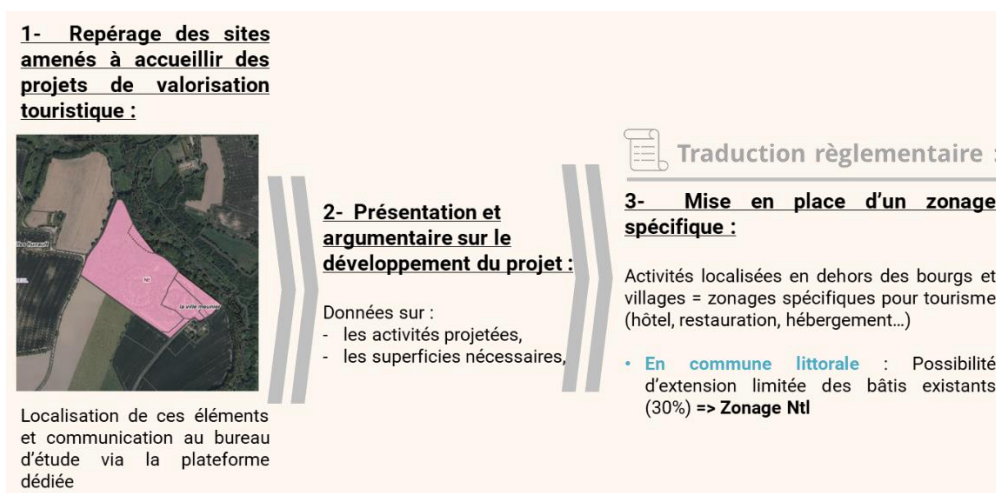 1- Repérage des sites
amenés à accueillir des
projets de valorisation
touristique :
la ville Meunier
Localisation de ces éléments
et communication au bureau
d'étude via la plateforme
dédiée
2- Présentation et
argumentaire sur le
développement du projet :
Données sur :
- les activités projetées,
- les superficies nécessaires,
Traduction règlementaire :
3- Mise en place d'un zonage
spécifique :
Activités localisées en dehors des bourgs et
villages = zonages spécifiques pour tourisme
(hôtel, restauration, hébergement…)
• En commune littorale : Possibilité
d'extension limitée des bâtis existants
(30%) => Zonage Ntl